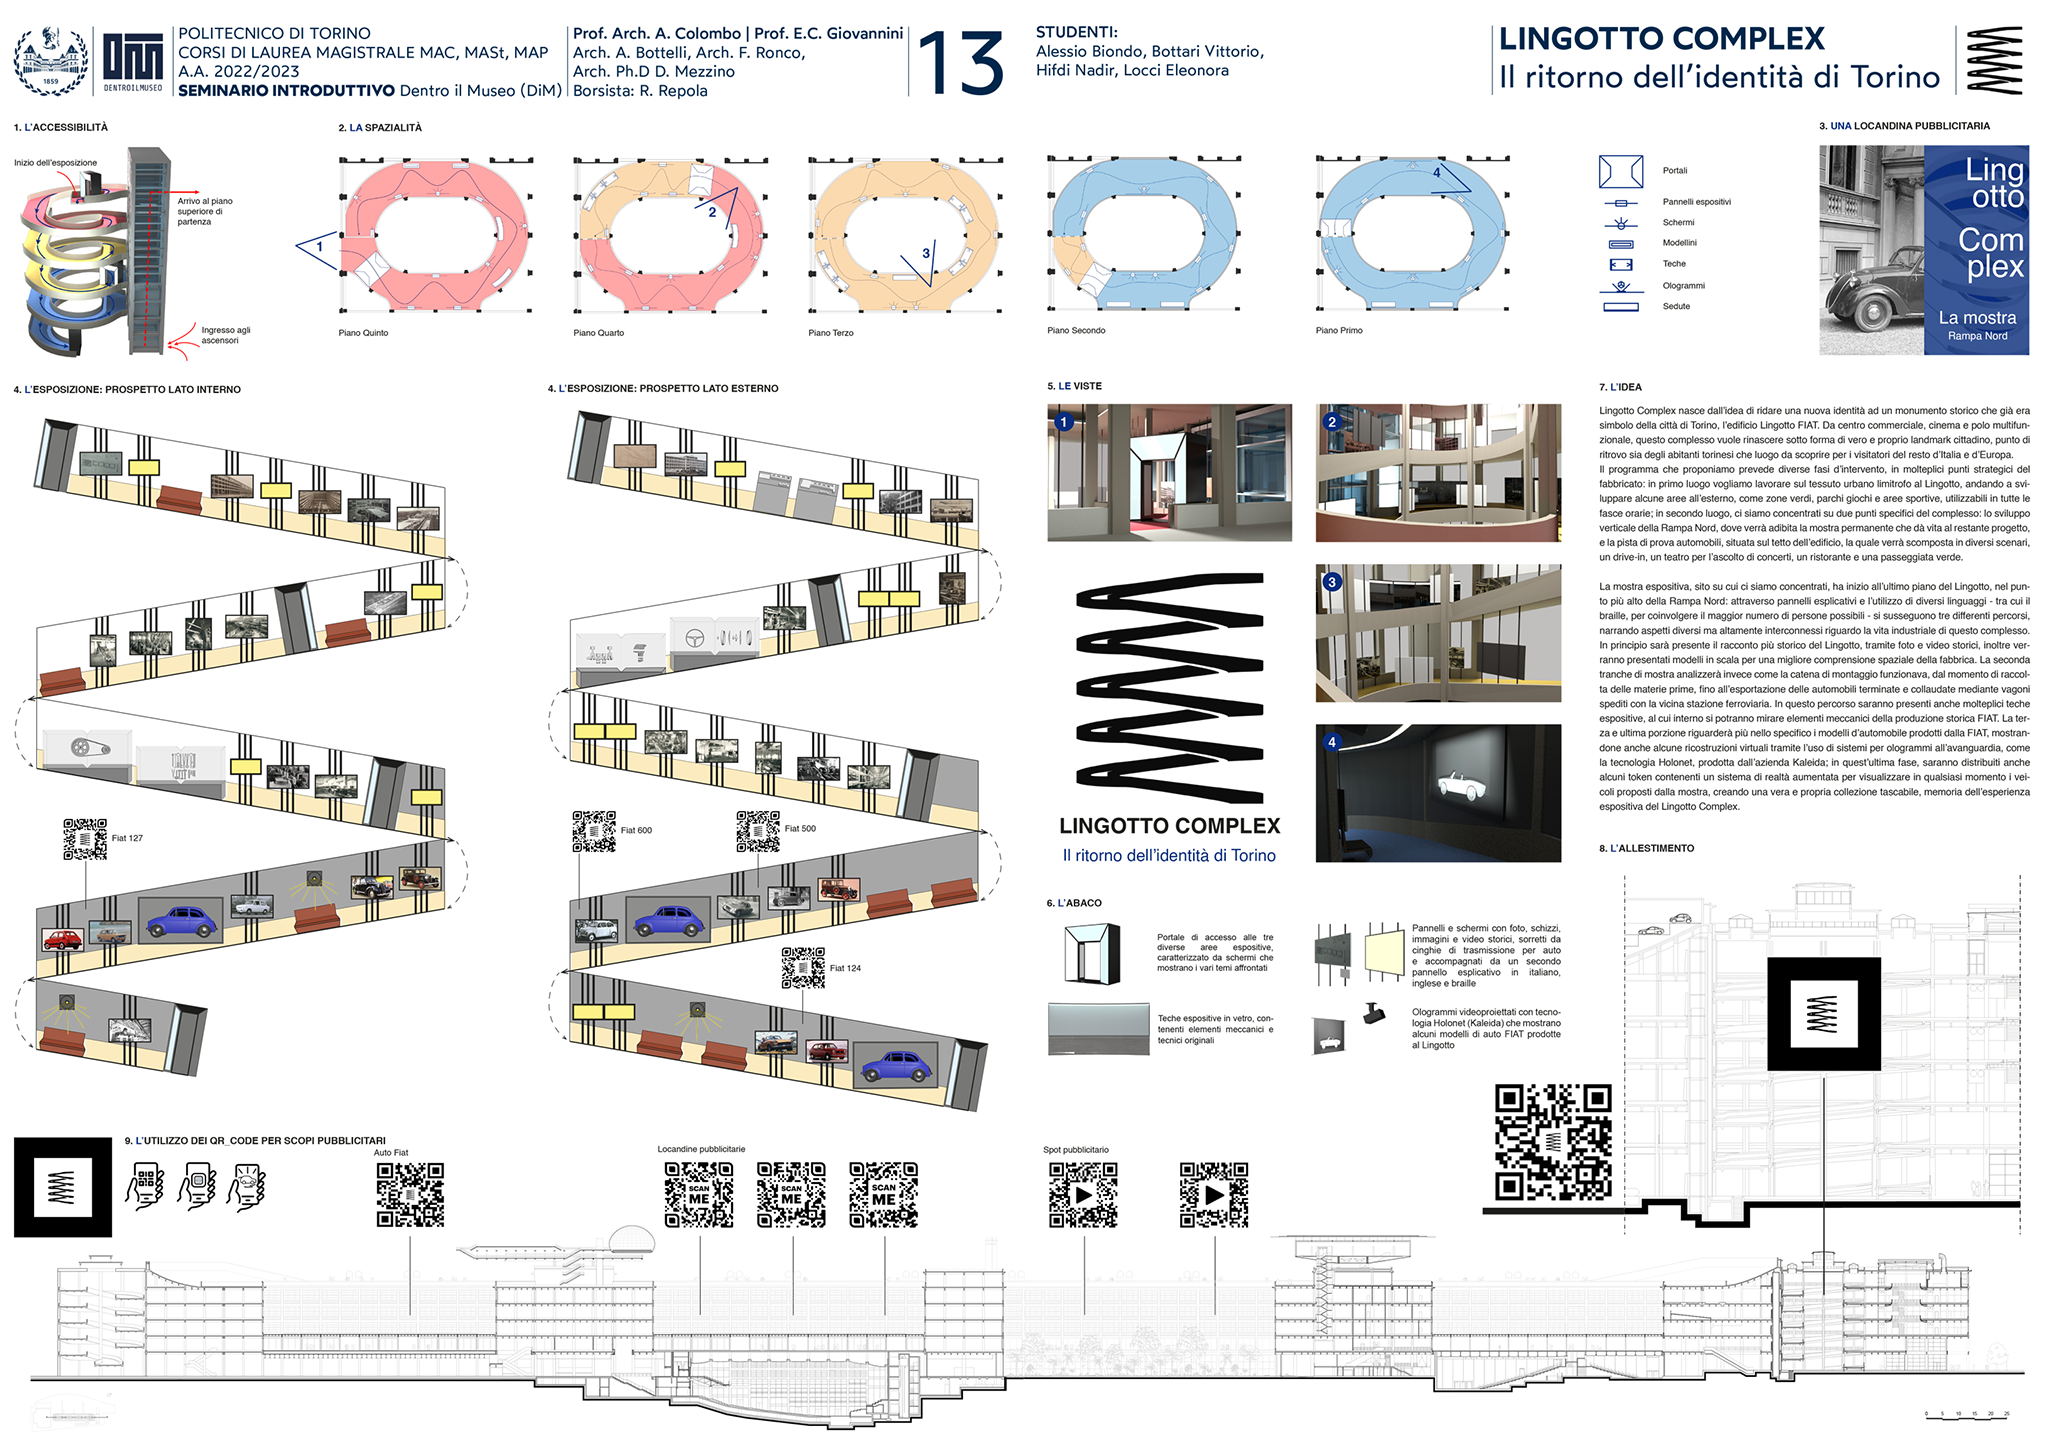 1859
DENTROILMUSEO
POLITECNICO DI TORINO
CORSI DI LAUREA MAGISTRALE MAC, MASt, MAP
A.A. 2022/2023
SEMINARIO INTRODUTTIVO Dentro il Museo (DiM)
Prof. Arch. A. Colombo | Prof. E.C. Giovannini
Arch. A. Bottelli, Arch. F. Ronco,
Arch. Ph.D D. Mezzino
Borsista: R. Repola
13
STUDENTI:
Alessio Biondo, Bottari Vittorio,
Hifdi Nadir, Locci Eleonora
LINGOTTO COMPLEX
Il ritorno dell'identità di Torino
1. L'ACCESSIBILITÀ
Inizio dell'esposizione
Arrivo al piano
superiore di
partenza
Ingresso agli
ascensori
2. LA SPAZIALITÀ
1
2
3
4
Piano Quinto
Piano Quarto
Piano Terzo
Piano Secondo
Piano Primo
Portali
Pannelli espositivi
Schermi
Modellini
Teche
Ologrammi
Sedute
3. UNA LOCANDINA PUBBLICITARIA
Ling
otto
Com
plex
La mostra
Rampa Nord
4. L'ESPOSIZIONE: PROSPETTO LATO INTERNO
Fiat 127
4. L'ESPOSIZIONE: PROSPETTO LATO ESTERNO
Fiat 600
Fiat 500
Fiat 124
5. LE VISTE
1
2
3
4
LINGOTTO COMPLEX
Il ritorno dell'identità di Torino
6. L'ABACO
Portale di accesso alle tre
diverse aree espositive,
caratterizzato da schermi che
mostrano i vari temi affrontati
Teche espositive in vetro, con-
tenenti elementi meccanici e
tecnici originali
Pannelli e schermi con foto, schizzi,
immagini e video storici, sorretti da
cinghie di trasmissione per auto
e accompagnati da un secondo
pannello esplicativo in italiano,
inglese e braille
Ologrammi videoproiettati con tecno-
logia Holonet (Kaleida) che mostrano
alcuni modelli di auto FIAT prodotte
al Lingotto
7. L'IDEA
Lingotto Complex nasce dall'idea di ridare una nuova identità ad un monumento storico che già era
simbolo della città di Torino, l'edificio Lingotto FIAT. Da centro commerciale, cinema e polo multifun-
zionale, questo complesso vuole rinascere sotto forma di vero e proprio landmark cittadino, punto di
ritrovo sia degli abitanti torinesi che luogo da scoprire per i visitatori del resto d'Italia e d'Europa.
Il programma che proponiamo prevede diverse fasi d'intervento, in molteplici punti strategici del
fabbricato: in primo luogo vogliamo lavorare sul tessuto urbano limitrofo al Lingotto, andando a svi-
luppare alcune aree all'esterno, come zone verdi, parchi giochi e aree sportive, utilizzabili in tutte le
fasce orarie; in secondo luogo, ci siamo concentrati su due punti specifici del complesso: lo sviluppo
verticale della Rampa Nord, dove verrà adibita la mostra permanente che dà vita al restante progetto,
e la pista di prova automobili, situata sul tetto dell'edificio, la quale verrà scomposta in diversi scenari,
un drive-in, un teatro per l'ascolto di concerti, un ristorante e una passeggiata verde.
La mostra espositiva, sito su cui ci siamo concentrati, ha inizio all'ultimo piano del Lingotto, nel pun-
to più alto della Rampa Nord: attraverso pannelli esplicativi e l'utilizzo di diversi linguaggi - tra cui il
braille, per coinvolgere il maggior numero di persone possibili - si susseguono tre differenti percorsi,
narrando aspetti diversi ma altamente interconnessi riguardo la vita industriale di questo complesso.
In principio sarà presente il racconto più storico del Lingotto, tramite foto e video storici, inoltre ver-
ranno presentati modelli in scala per una migliore comprensione spaziale della fabbrica. La seconda
tranche di mostra analizzerà invece come la catena di montaggio funzionava, dal momento di raccol-
ta delle materie prime, fino all'esportazione delle automobili terminate e collaudate mediante vagoni
spediti con la vicina stazione ferroviaria. In questo percorso saranno presenti anche molteplici teche
espositive, al cui interno si potranno mirare elementi meccanici della produzione storica FIAT. La ter-
za e ultima porzione riguarderà più nello specifico i modelli d'automobile prodotti dalla FIAT, mostran-
done anche alcune ricostruzioni virtuali tramite l'uso di sistemi per ologrammi all'avanguardia, come
la tecnologia Holonet, prodotta dall'azienda Kaleida; in quest'ultima fase, saranno distribuiti anche
alcuni token contenenti un sistema di realtà aumentata per visualizzare in qualsiasi momento i vei-
coli proposti dalla mostra, creando una vera e propria collezione tascabile, memoria dell'esperienza
espositiva del Lingotto Complex.
8. L'ALLESTIMENTO
9. L'UTILIZZO DEI QR_CODE PER SCOPI PUBBLICITARI
Auto Fiat
Locandine pubblicitarie
SCAN
ME
SCAN
ME
SCAN
ME
Spot pubblicitario
0 5 10 15 20 25